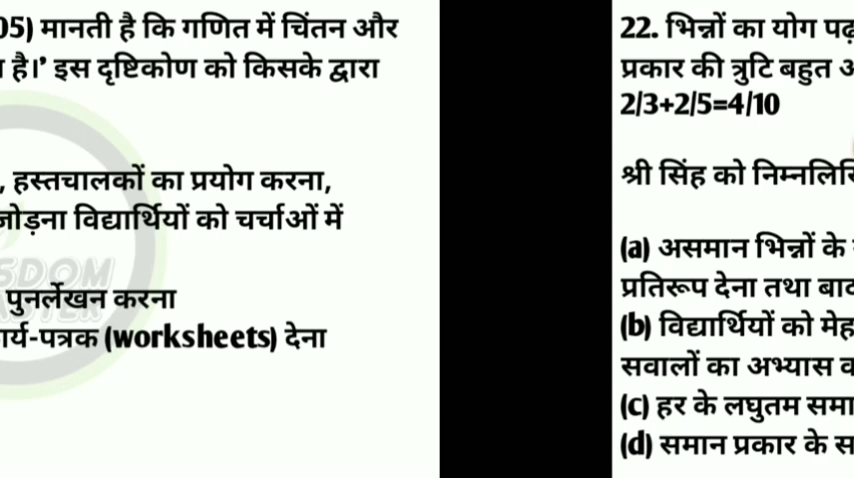 05) मानती है कि गणित में चिंतन और
है।’ इस दृष्टिकोण को किसके द्वारा
, हस्तचालकों का प्रयोग करना,
जोड़ना विद्यार्थियों को चर्चाओं में
पुनर्लेखन करना
कार्य-पत्रक (worksheets) देना
22. भिन्नों का योग पढ़
प्रकार की त्रुटि बहुत अ
2/3+2/5=4/10
श्री सिंह को निम्नलि
(a) असमान भिन्नों के
प्रतिरूप देना तथा बाद
(b) विद्यार्थियों को मेह
सवालों का अभ्यास क
(c) हर के लघुतम समा
(d) समान प्रकार के स